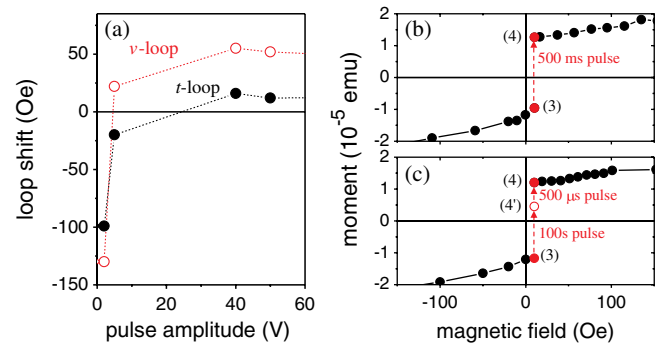 (a)
v-loop
t-loop
50
0
-50
-100
-150
0
20
40
60
loop shift (Oe)
pulse amplitude (V)
(b)
(4)
500 ms pulse
(3)
2
1
0
-1
-2
(c)
(4)
500 μs pulse
(4')
100s pulse
(3)
2
1
0
-1
-2
-100
0
100
moment (10⁻⁵ emu)
magnetic field (Oe)